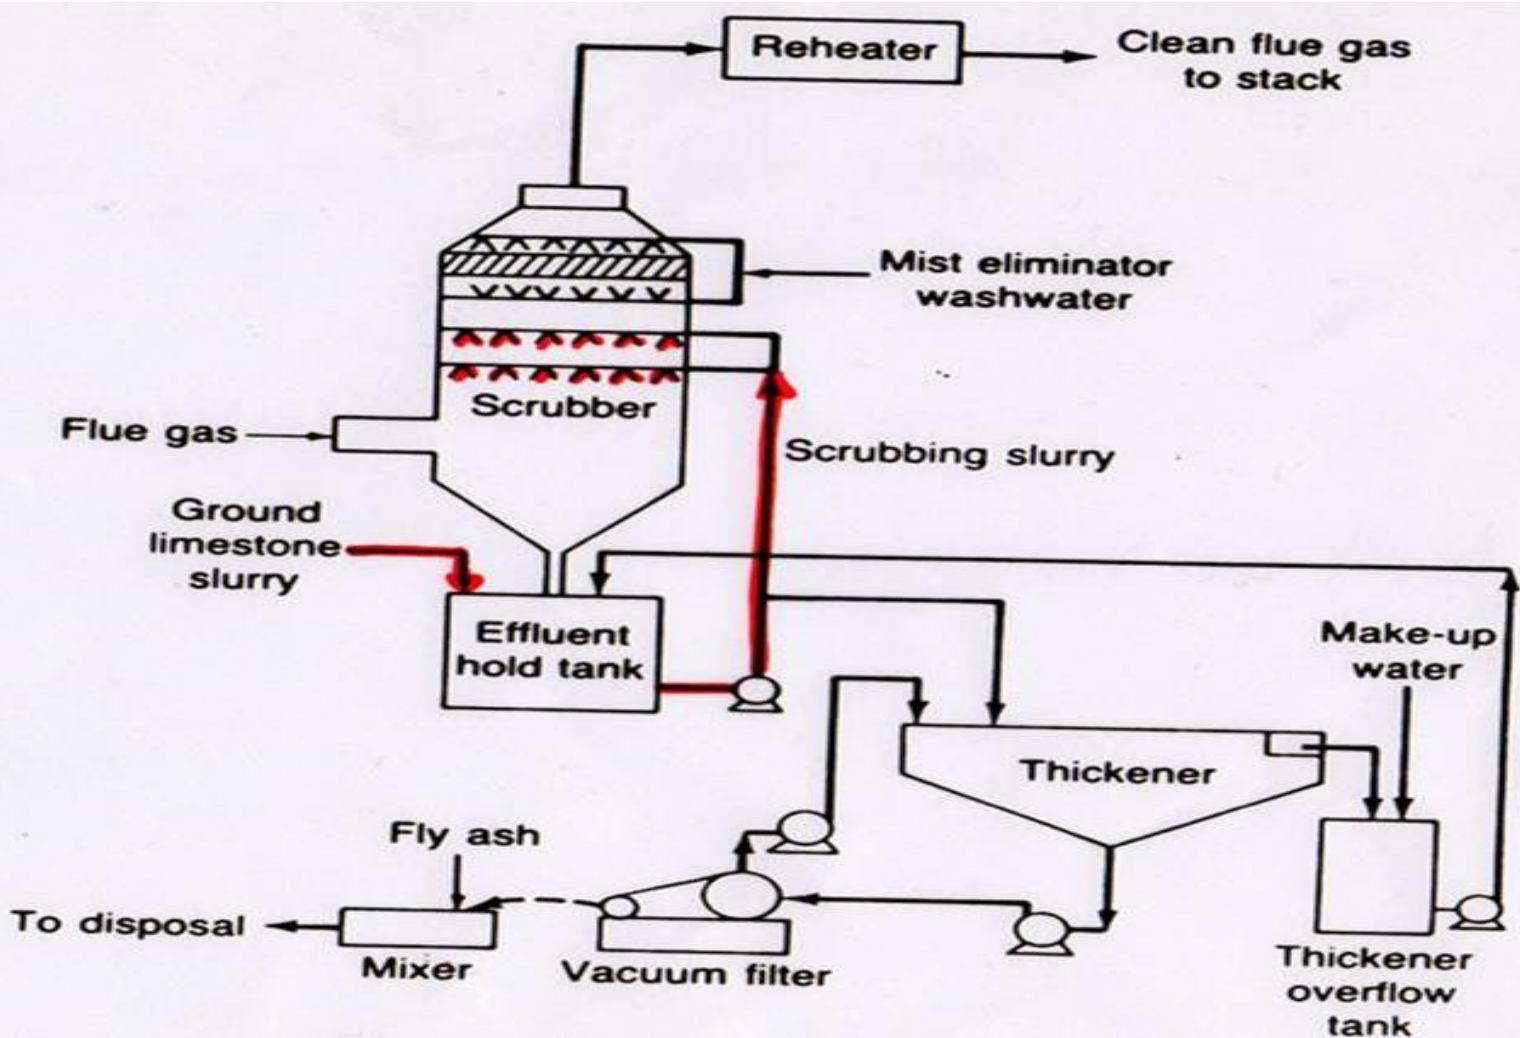 Reheater
Clean flue gas
to stack
Mist eliminator
washwater
Scrubber
Flue gas
Scrubbing slurry
Ground
limestone
slurry
Effluent
hold tank
Make-up
water
Thickener
Fly ash
To disposal
Mixer
Vacuum filter
Thickener
overflow
tank